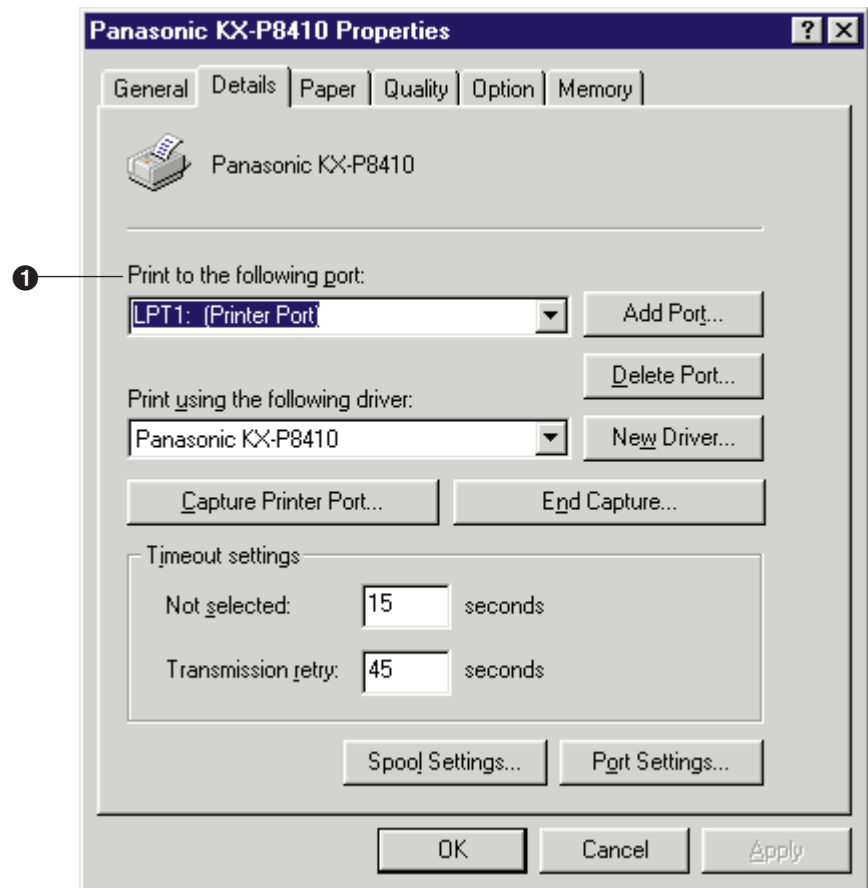 Panasonic KX-P8410 Properties
? ×
General Details Paper Quality Option Memory
Panasonic KX-P8410
❶
Print to the following port:
LPT1: (Printer Port)
Add Port...
Delete Port...
Print using the following driver:
Panasonic KX-P8410
New Driver...
Capture Printer Port... End Capture...
Timeout settings
Not selected: 15 seconds
Transmission retry: 45 seconds
Spool Settings... Port Settings...
OK Cancel Apply